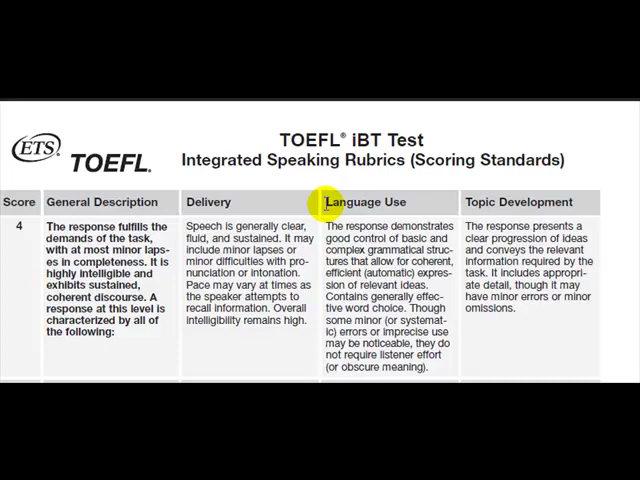 ETS®
TOEFL®
TOEFL® iBT Test
Integrated Speaking Rubrics (Scoring Standards)
Score
General Description
Delivery
Language Use
Topic Development
4
The response fulfills the
demands of the task,
with at most minor laps-
es in completeness. It is
highly intelligible and
exhibits sustained,
coherent discourse. A
response at this level is
characterized by all of
the following:
Speech is generally clear,
fluid, and sustained. It may
include minor lapses or
minor difficulties with pro-
nunciation or intonation.
Pace may vary at times as
the speaker attempts to
recall information. Overall
intelligibility remains high.
The response demonstrates
good control of basic and
complex grammatical struc-
tures that allow for coherent,
efficient (automatic) expres-
sion of relevant ideas.
Contains generally effec-
tive word choice. Though
some minor (or systemat-
ic) errors or imprecise use
may be noticeable, they do
not require listener effort
(or obscure meaning).
The response presents a
clear progression of ideas
and conveys the relevant
information required by the
task. It includes appropri-
ate detail, though it may
have minor errors or minor
omissions.